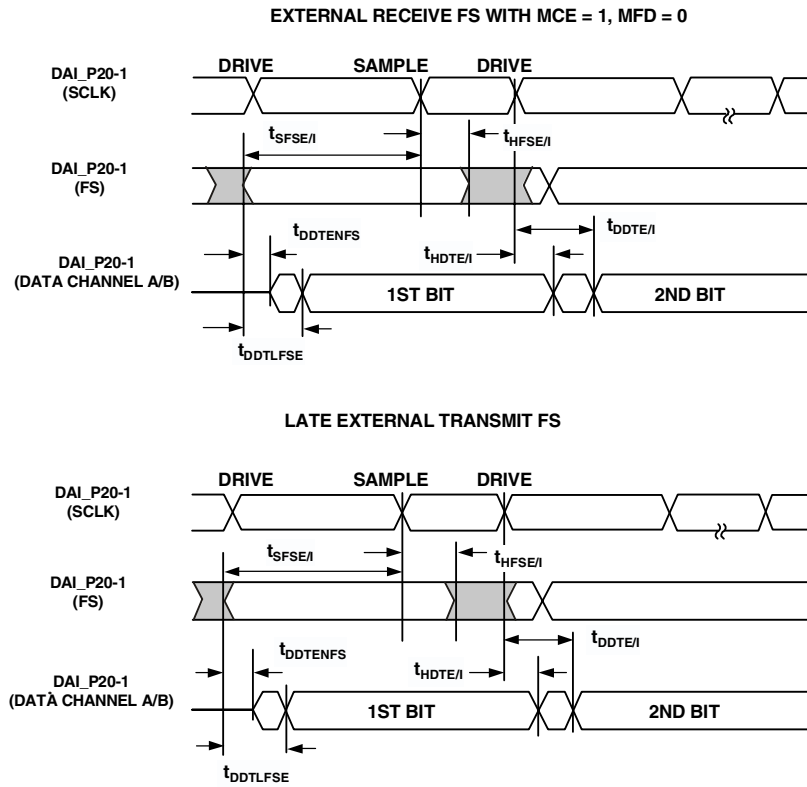 EXTERNAL RECEIVE FS WITH MCE = 1, MFD = 0
DRIVE SAMPLE DRIVE
DAI_P20-1
(SCLK)
tSFSE/I tHFSE/I
DAI_P20-1
(FS)
tDDTENFS tHDTE/I tDDTE/I
DAI_P20-1
(DATA CHANNEL A/B)
1ST BIT 2ND BIT
tDDTLFSE
LATE EXTERNAL TRANSMIT FS
DRIVE SAMPLE DRIVE
DAI_P20-1
(SCLK)
tSFSE/I tHFSE/I
DAI_P20-1
(FS)
tDDTENFS tHDTE/I tDDTE/I
DAI_P20-1
(DATA CHANNEL A/B)
1ST BIT 2ND BIT
tDDTLFSE